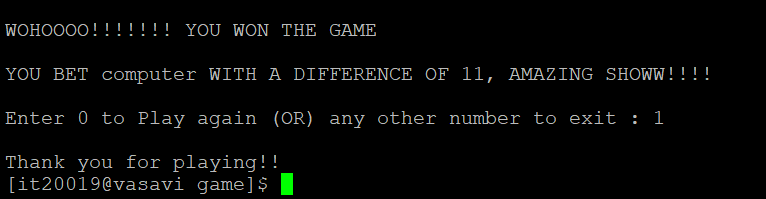 WOHOOOO!!!!!!! YOU WON THE GAME
YOU BET computer WITH A DIFFERENCE OF 11, AMAZING SHOWW!!!!
Enter 0 to Play again (OR) any other number to exit : 1
Thank you for playing!!
[it20019@vasavi game]$